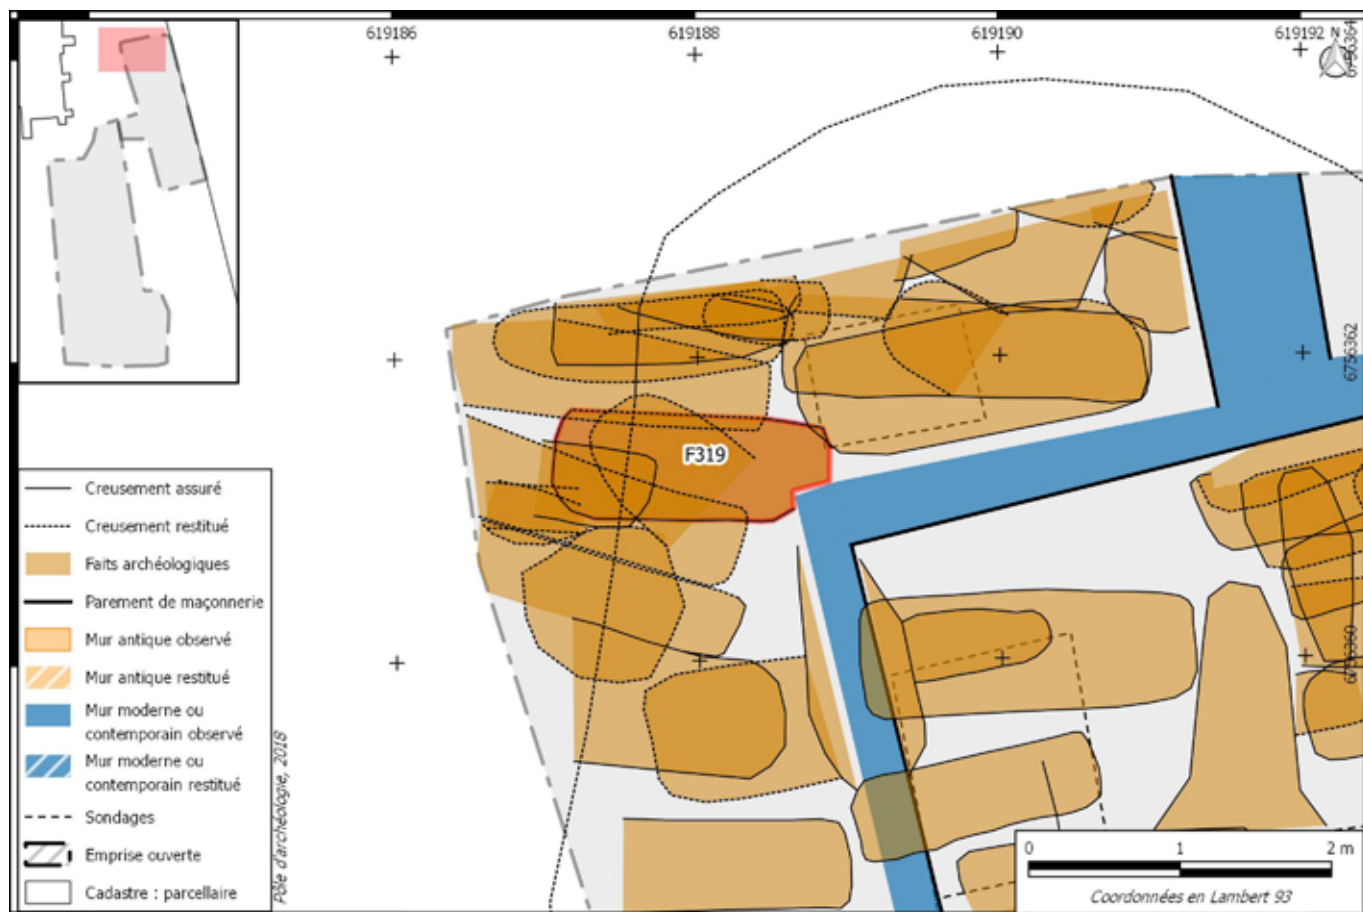 619186
619188
619190
619192
N
6756364
6756362
F319
6756360
Creusement assuré
Creusement restitué
Faits archéologiques
Parement de maçonnerie
Mur antique observé
Mur antique restitué
Mur moderne ou
contemporain observé
Mur moderne ou
contemporain restitué
Sondages
Emprise ouverte
Cadastre : parcellaire
Pôle d'archéologie, 2018
0 1 2 m
Coordonnées en Lambert 93